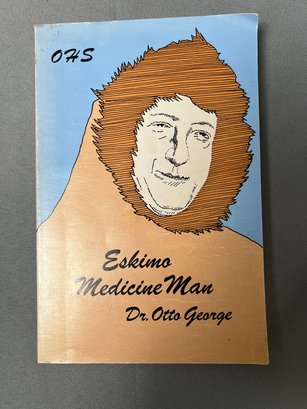 OHS
Eskimo
Medicine Man
Dr. Otto George